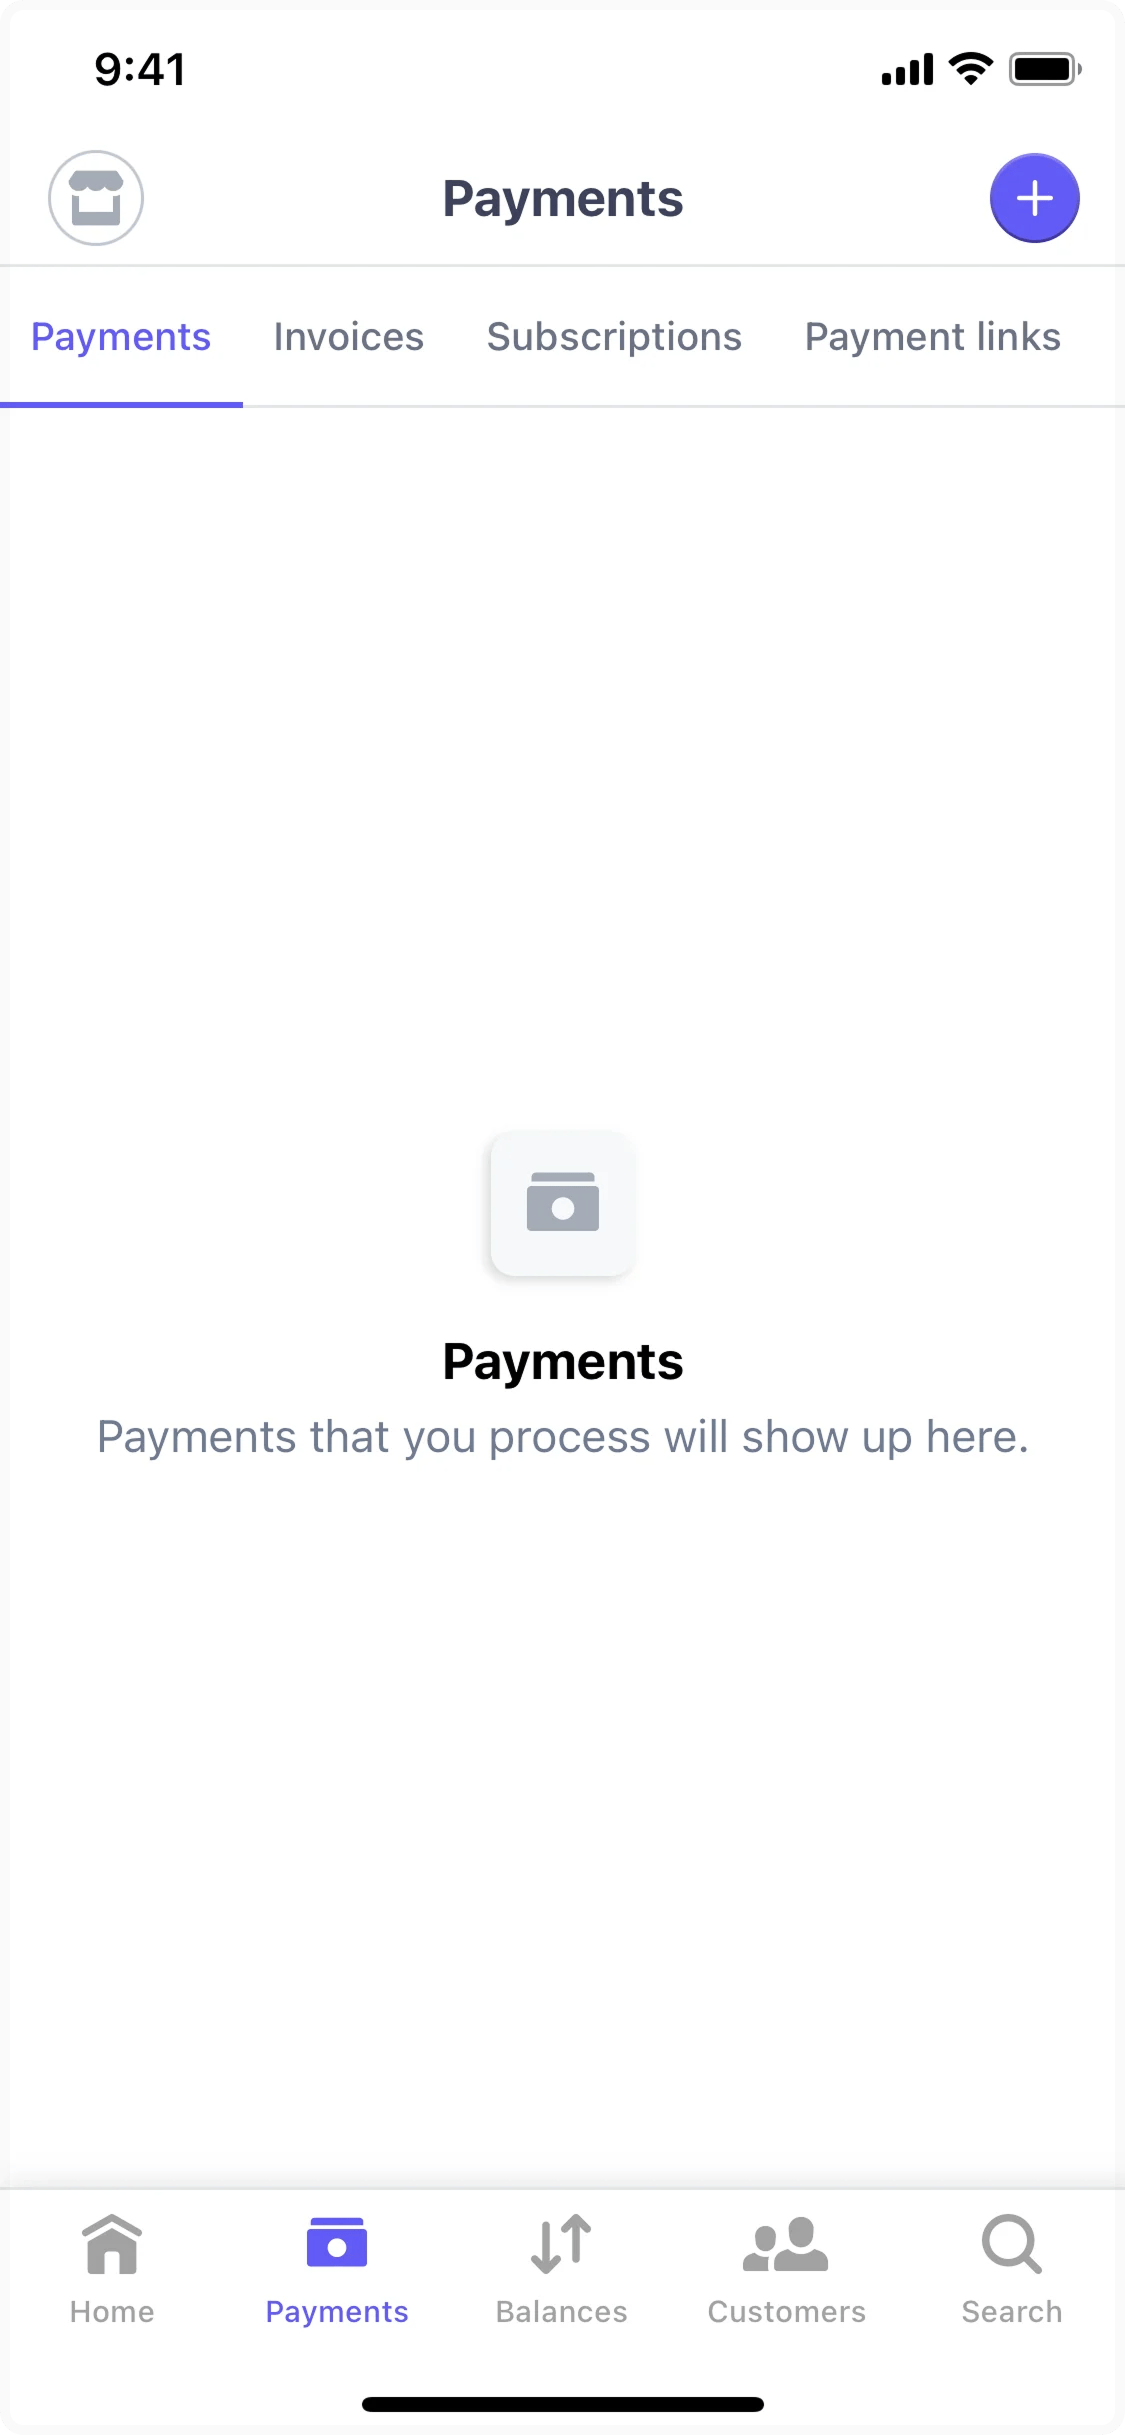 9:41
Payments
Payments Invoices Subscriptions Payment links
Payments
Payments that you process will show up here.
Home Payments Balances Customers Search